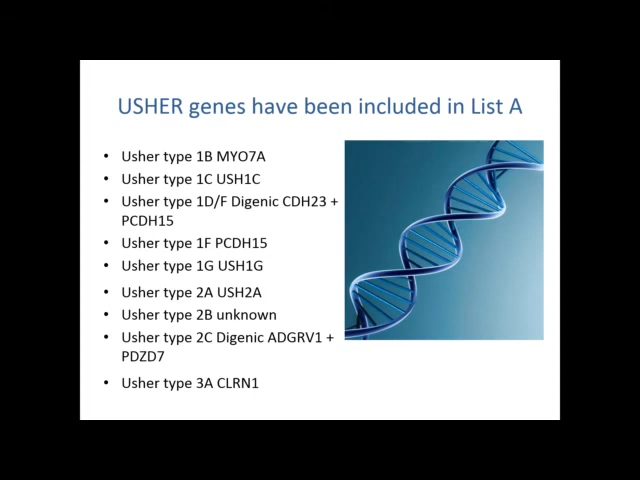 USHER genes have been included in List A
• Usher type 1B MYO7A
• Usher type 1C USH1C
• Usher type 1D/F Digenic CDH23 +
PCDH15
• Usher type 1F PCDH15
• Usher type 1G USH1G
• Usher type 2A USH2A
• Usher type 2B unknown
• Usher type 2C Digenic ADGRV1 +
PDZD7
• Usher type 3A CLRN1